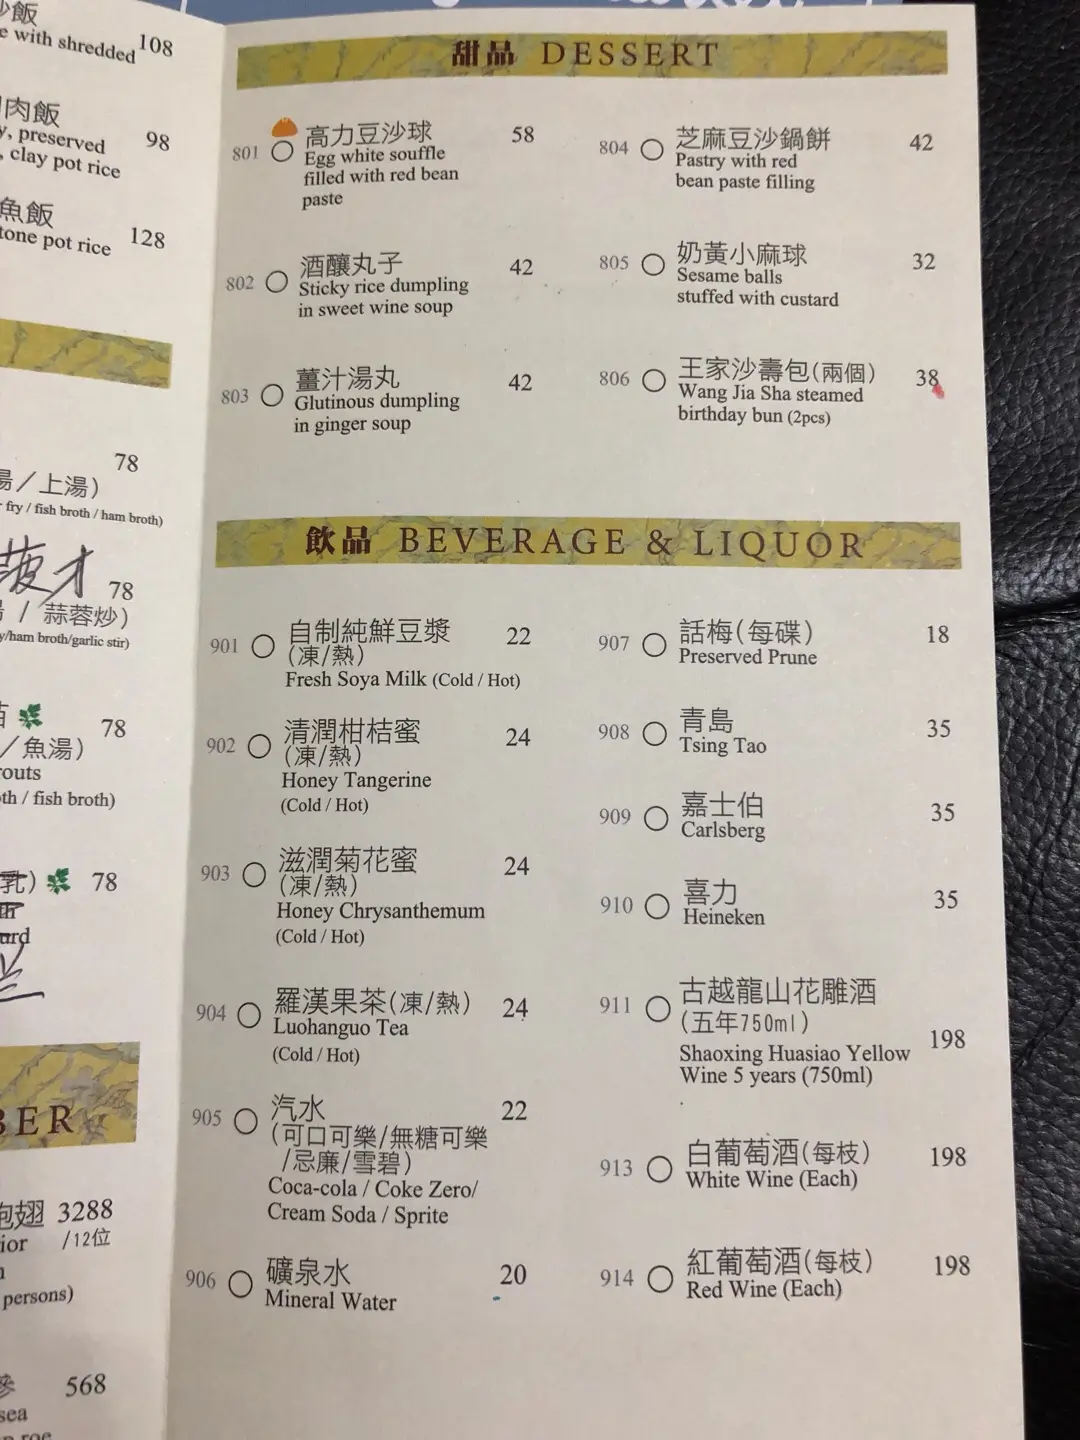 炒飯
e with shredded 108
肉飯
y, preserved 98
, clay pot rice
魚飯
tone pot rice 128
78
湯/上湯)
fry / fish broth / ham broth)
78
湯 / 蒜蓉炒)
y/ham broth/garlic stir)
苗 78
/魚湯)
routs
oth / fish broth)
乳) 78
urd
BER
鮑翅 3288
rior /12位
persons)
參 568
sea
roe
甜品 DESSERT
801 高力豆沙球 58
Egg white souffle
filled with red bean
paste
802 酒釀丸子 42
Sticky rice dumpling
in sweet wine soup
803 薑汁湯丸 42
Glutinous dumpling
in ginger soup
804 芝麻豆沙鍋餅 42
Pastry with red
bean paste filling
805 奶黃小麻球 32
Sesame balls
stuffed with custard
806 王家沙壽包(兩個) 38
Wang Jia Sha steamed
birthday bun (2pcs)
飲品 BEVERAGE & LIQUOR
901 自制純鮮豆漿 22
(凍/熱)
Fresh Soya Milk (Cold / Hot)
902 清潤柑桔蜜 24
(凍/熱)
Honey Tangerine
(Cold / Hot)
903 滋潤菊花蜜 24
(凍/熱)
Honey Chrysanthemum
(Cold / Hot)
904 羅漢果茶(凍/熱) 24
Luohanguo Tea
(Cold / Hot)
905 汽水 22
(可口可樂/無糖可樂
/忌廉/雪碧)
Coca-cola / Coke Zero/
Cream Soda / Sprite
906 礦泉水 20
Mineral Water
907 話梅(每碟) 18
Preserved Prune
908 青島 35
Tsing Tao
909 嘉士伯 35
Carlsberg
910 喜力 35
Heineken
911 古越龍山花雕酒
(五年750ml) 198
Shaoxing Huasiao Yellow
Wine 5 years (750ml)
913 白葡萄酒(每枝) 198
White Wine (Each)
914 紅葡萄酒(每枝) 198
Red Wine (Each)